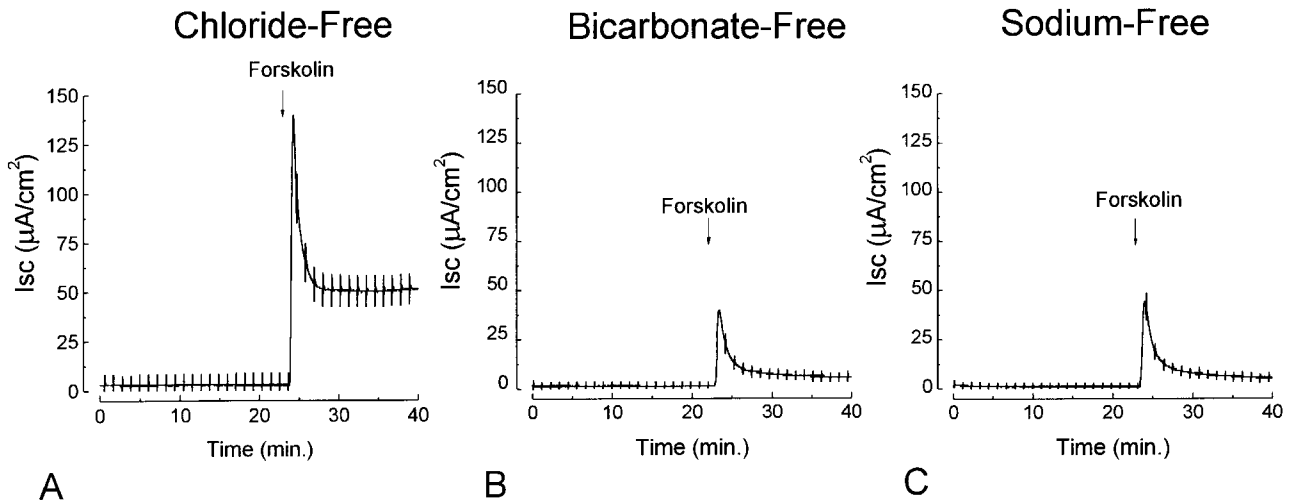 Chloride-Free
Bicarbonate-Free
Sodium-Free
Forskolin
150
125
100
75
50
25
0
Isc (µA/cm²)
0
10
20
30
40
Time (min.)
A
Forskolin
150
125
100
75
50
25
0
Isc (µA/cm²)
0
10
20
30
40
Time (min.)
B
Forskolin
150
125
100
75
50
25
0
Isc (µA/cm²)
0
10
20
30
40
Time (min.)
C